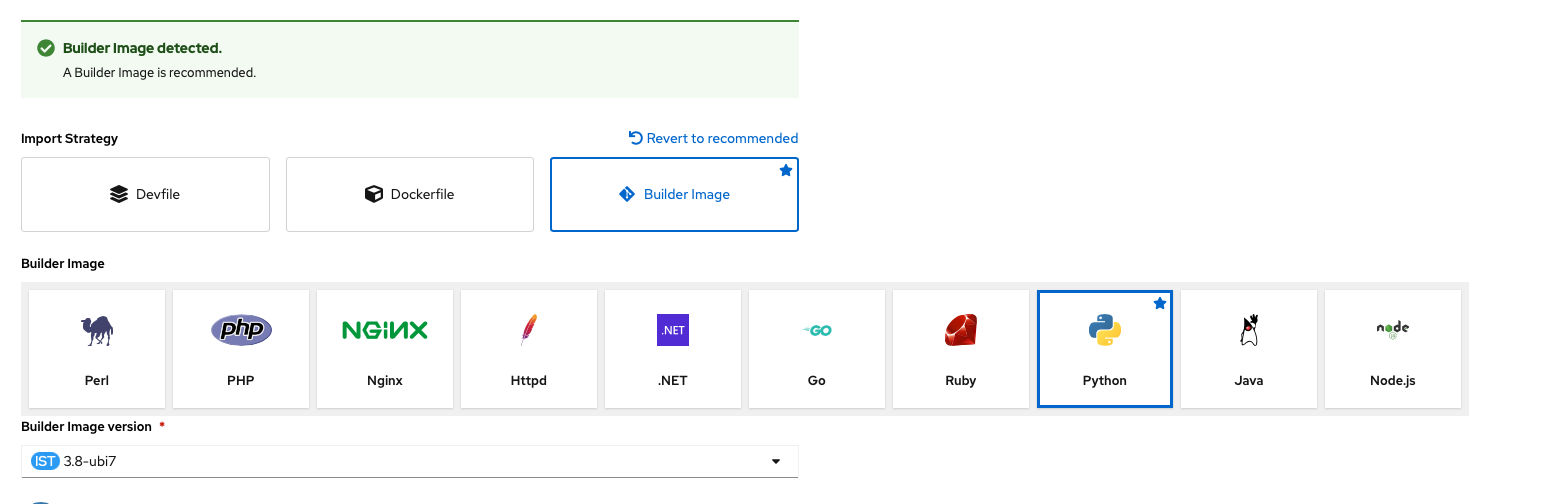 Builder Image detected.
A Builder Image is recommended.
Import Strategy
Revert to recommended
Devfile
Dockerfile
Builder Image
Builder Image
php
NGiNX
.NET
GO
node
Perl
PHP
Nginx
Httpd
.NET
Go
Ruby
Python
Java
Node.js
Builder Image version *
IST 3.8-ubi7